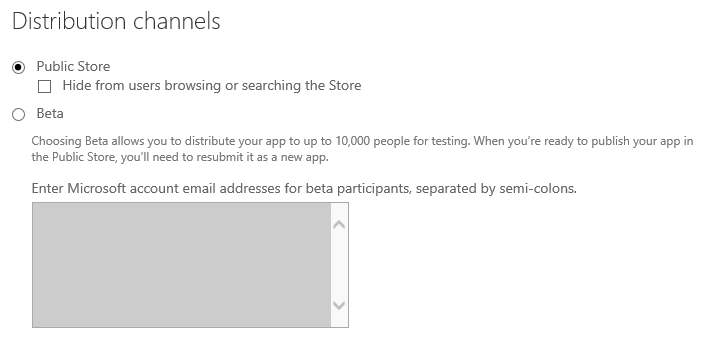 Distribution channels
Public Store
Hide from users browsing or searching the Store
Beta
Choosing Beta allows you to distribute your app to up to 10,000 people for testing. When you're ready to publish your app in
the Public Store, you'll need to resubmit it as a new app.
Enter Microsoft account email addresses for beta participants, separated by semi-colons.